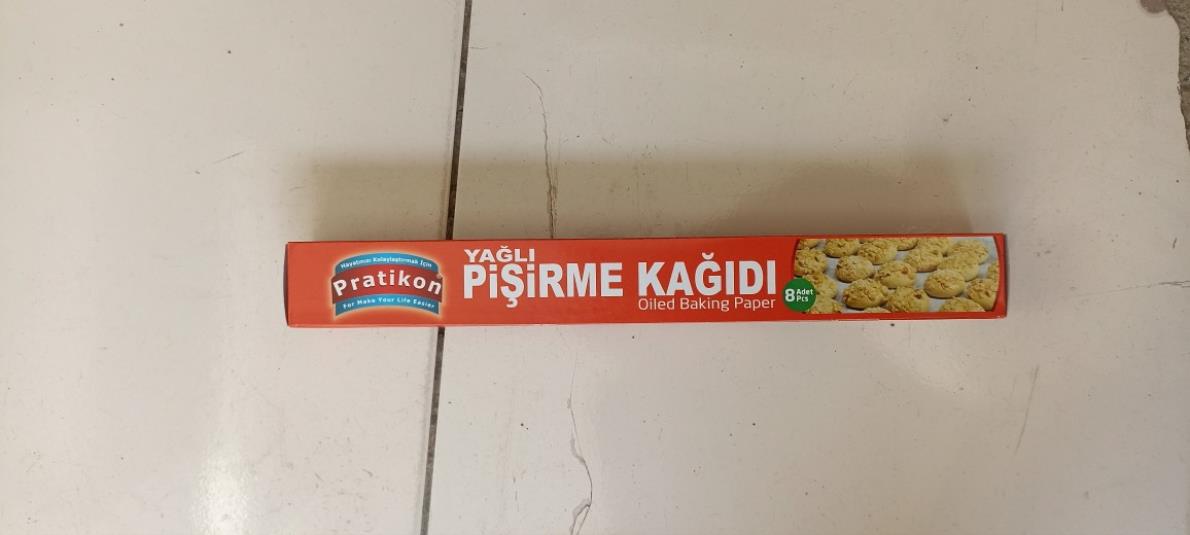 Hayatınızı Kolaylaştırmak İçin
Pratikon
For Make Your Life Easier
YAĞLI
PİŞİRME KAĞIDI
Oiled Baking Paper
8 Adet
Pcs